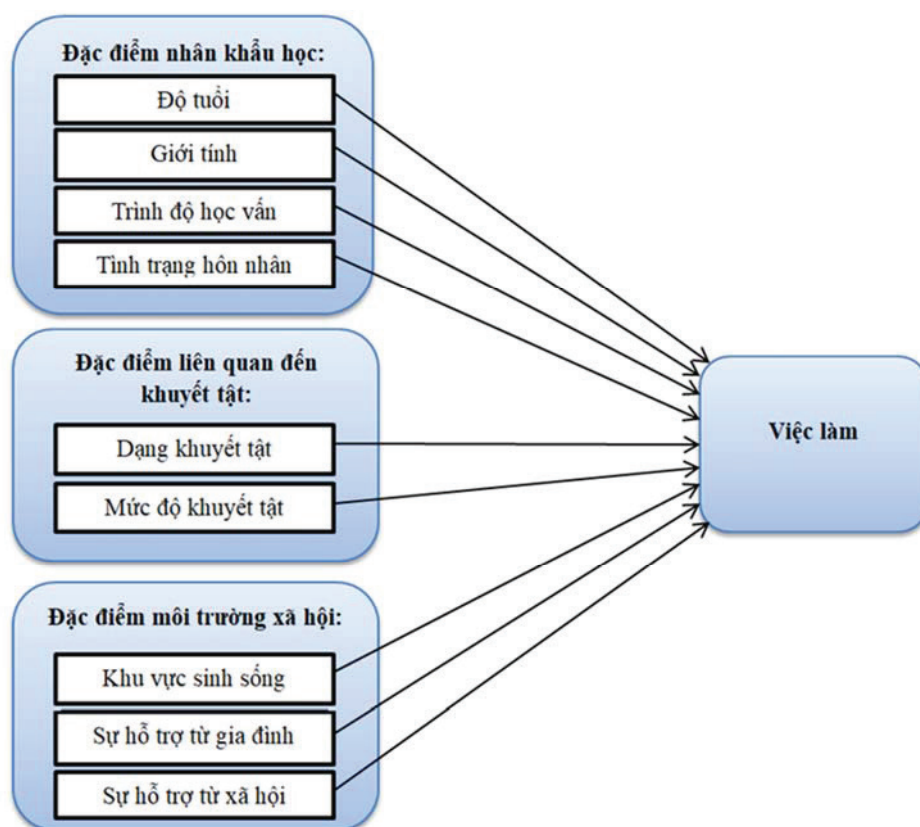 Đặc điểm nhân khẩu học:
Độ tuổi
Giới tính
Trình độ học vấn
Tình trạng hôn nhân
Đặc điểm liên quan đến
khuyết tật:
Dạng khuyết tật
Mức độ khuyết tật
Đặc điểm môi trường xã hội:
Khu vực sinh sống
Sự hỗ trợ từ gia đình
Sự hỗ trợ từ xã hội
Việc làm